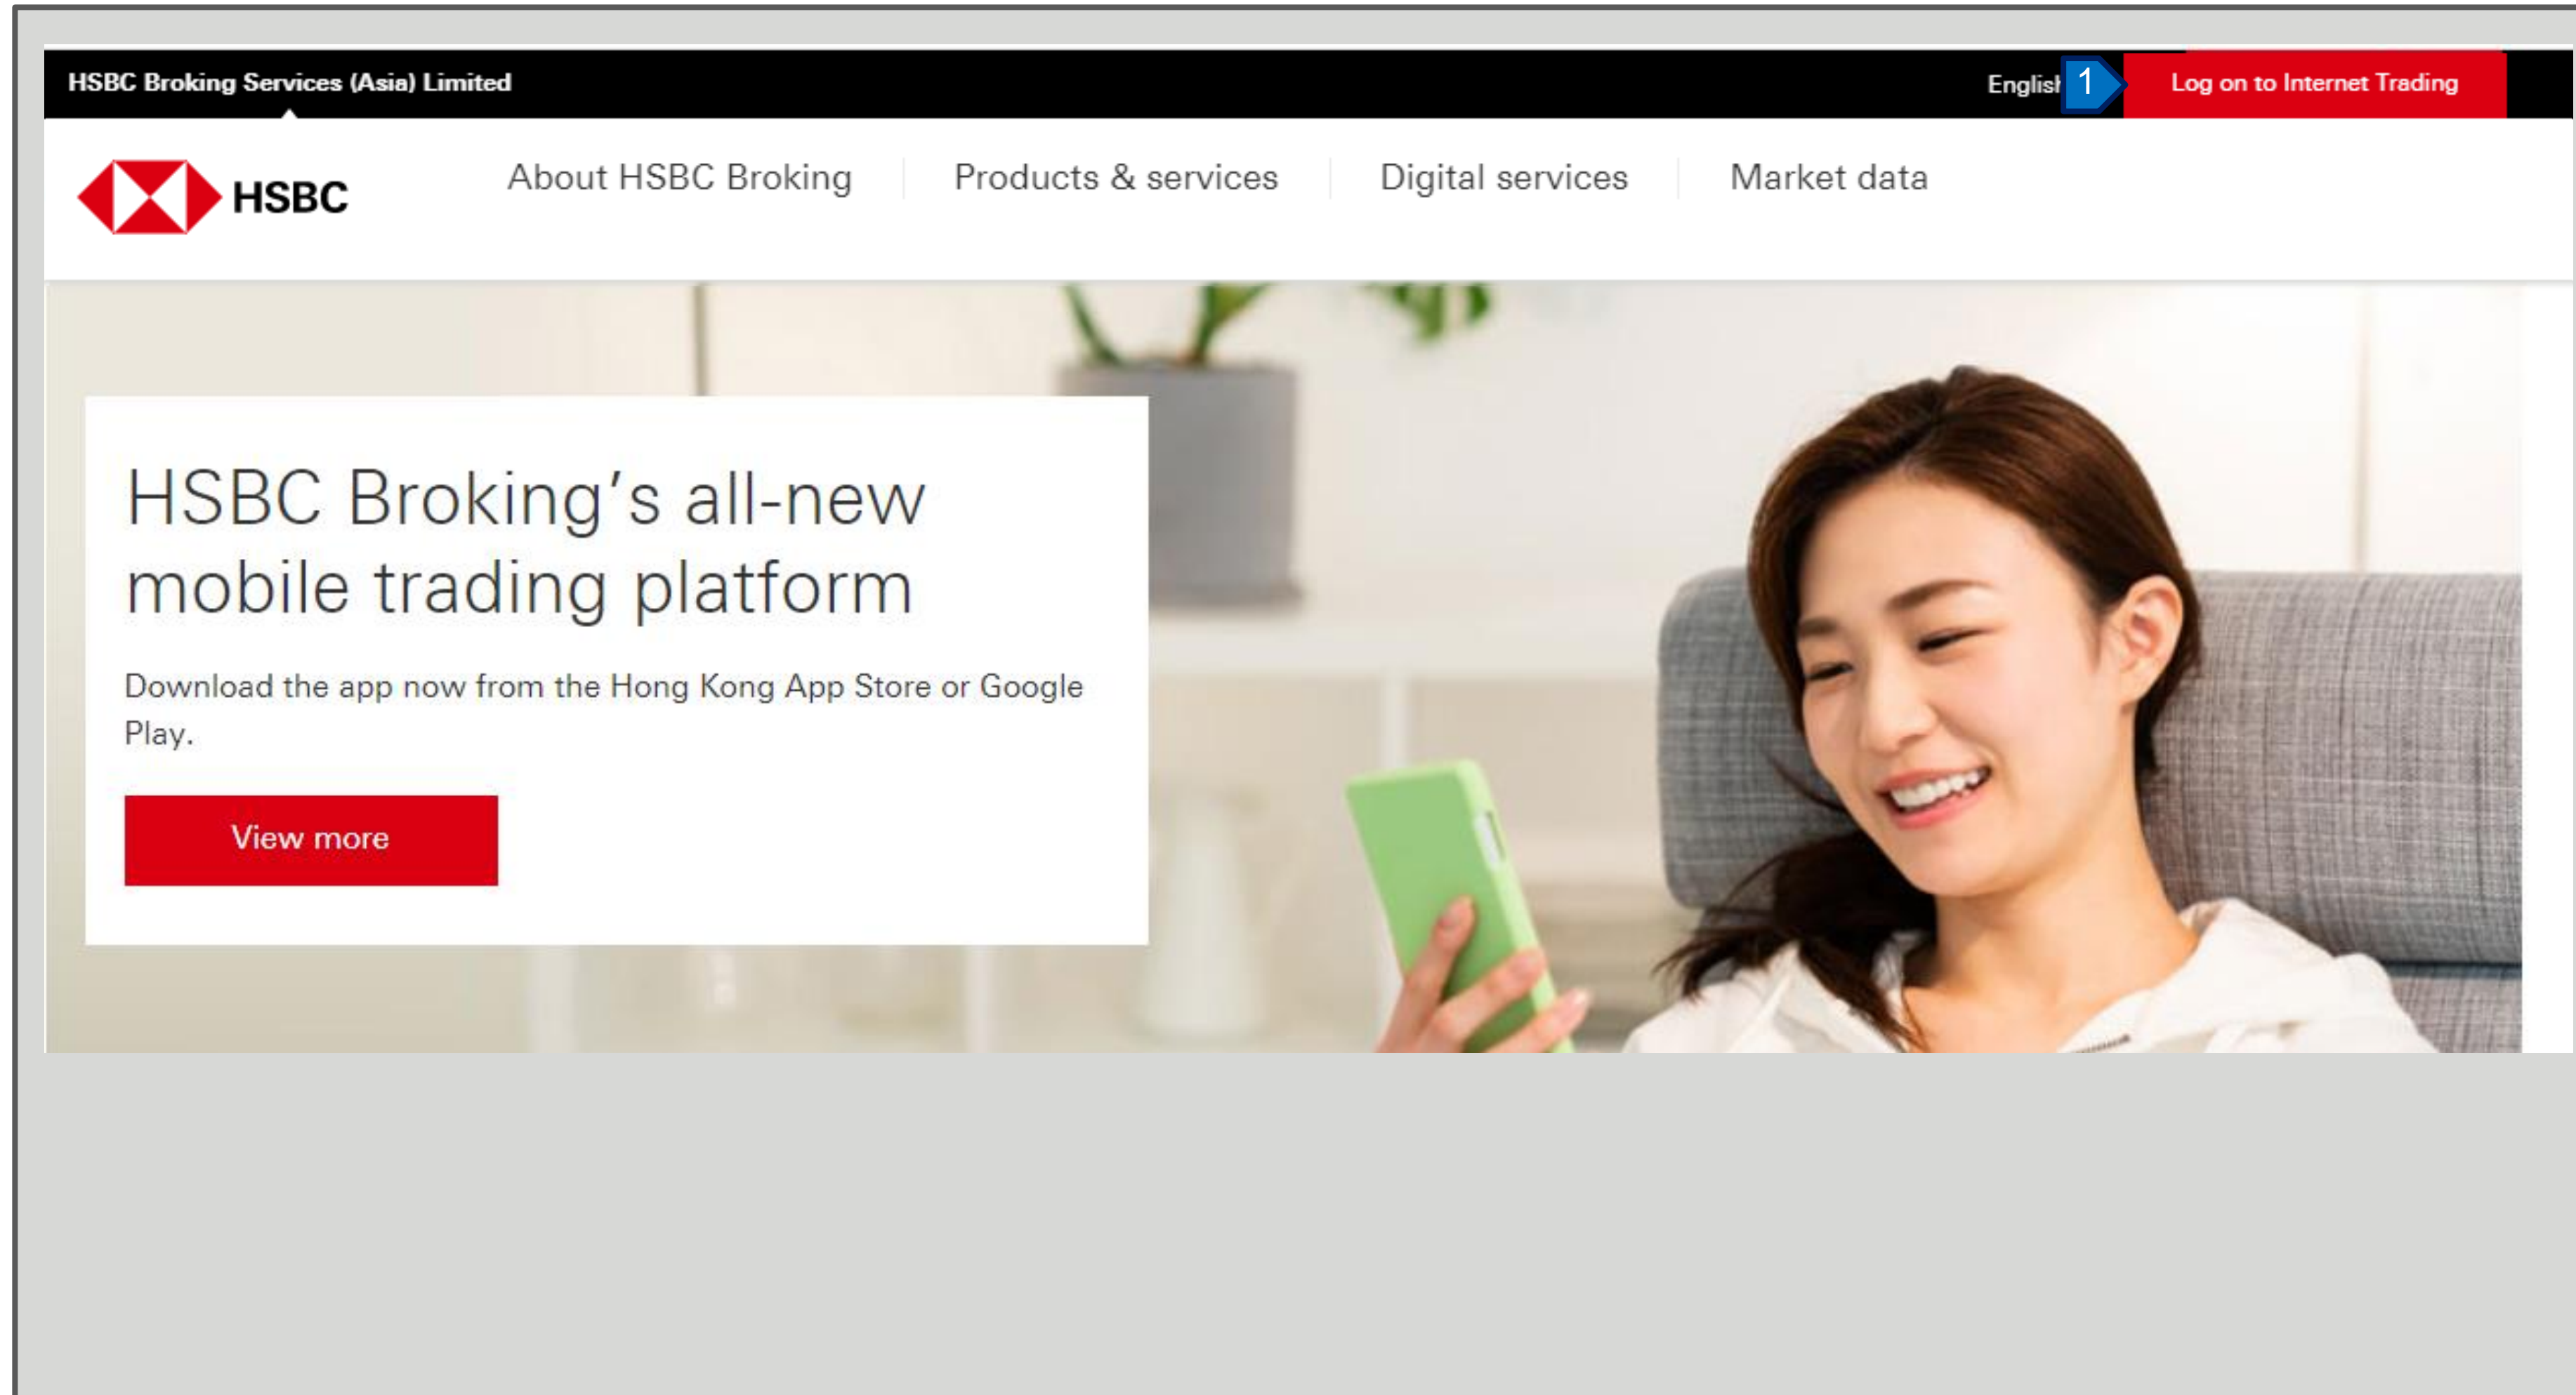 HSBC Broking Services (Asia) Limited
English
1
Log on to Internet Trading
HSBC
About HSBC Broking
Products & services
Digital services
Market data
HSBC Broking's all-new
mobile trading platform
Download the app now from the Hong Kong App Store or Google
Play.
View more